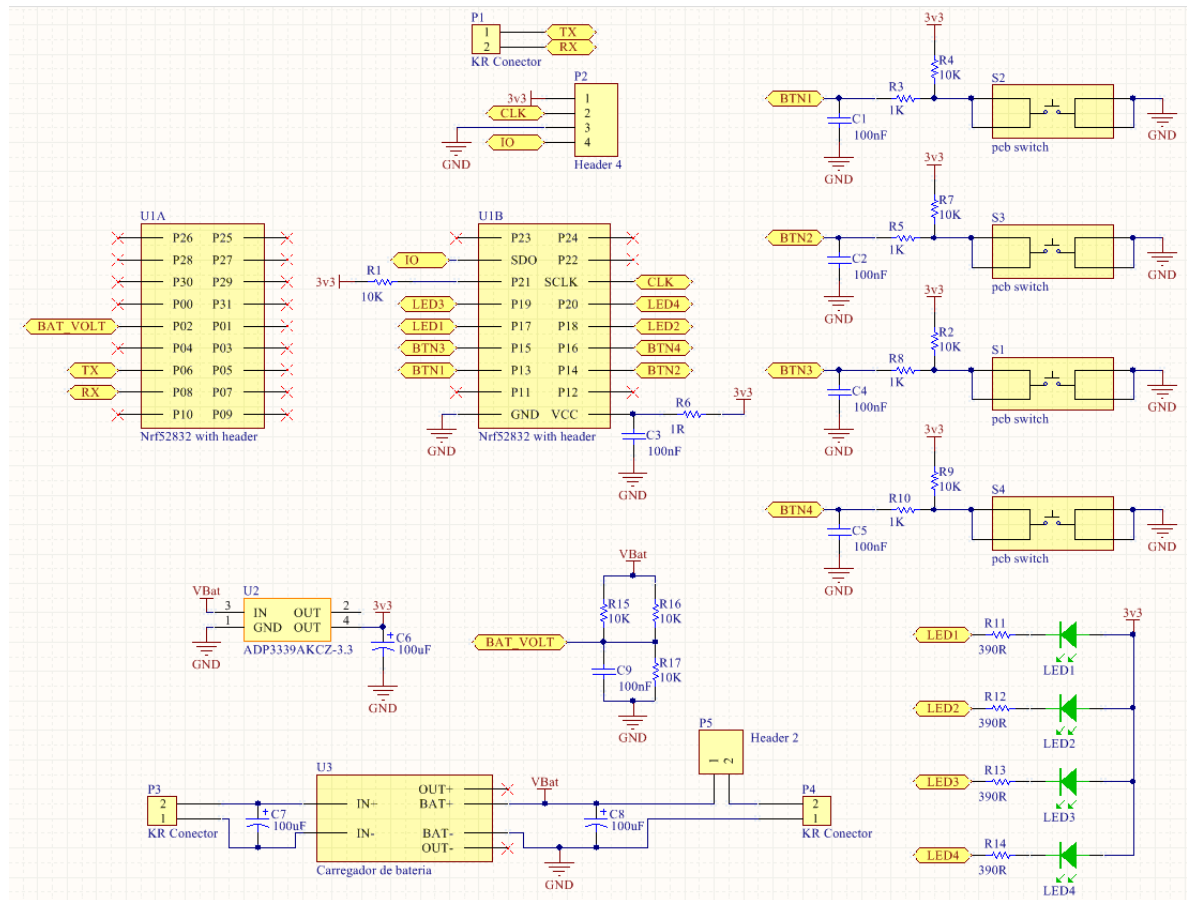 P1
1 TX
2 RX
KR Conector
P2
3v3 1
CLK 2
3
IO 4
GND
Header 4
U1A
P26 P25
P28 P27
P30 P29
P00 P31
BAT_VOLT P02 P01
P04 P03
TX P06 P05
RX P08 P07
P10 P09
Nrf52832 with header
U1B
P23 P24
IO SDO P22
3v3 R1 10K P21 SCLK CLK
LED3 P19 P20 LED4
LED1 P17 P18 LED2
BTN3 P15 P16 BTN4
BTN1 P13 P14 BTN2
P11 P12
GND VCC
R6 3v3
1R
C3
100nF
GND
GND
Nrf52832 with header
3v3
R4
10K
BTN1 R3 S2
1K
C1
100nF
GND
pcb switch
GND
3v3
R7
10K
BTN2 R5 S3
1K
C2
100nF
GND
pcb switch
GND
3v3
R2
10K
BTN3 R8 S1
1K
C4
100nF
GND
pcb switch
GND
3v3
R9
10K
BTN4 R10 S4
1K
C5
100nF
GND
pcb switch
GND
VBat U2
3 IN OUT 2
1 GND OUT 4
3v3
GND
ADP3339AKCZ-3.3
C6
+
100uF
GND
VBat
R15 R16
10K 10K
BAT_VOLT
C9 R17
100nF 10K
GND
LED1 R11 3v3
390R
LED1
LED2 R12
390R
LED2
LED3 R13
390R
LED3
LED4 R14
390R
LED4
P3
2
1
KR Conector
+
C7
100uF
U3
OUT+
IN+ BAT+
IN- BAT-
OUT-
Carregador de bateria
VBat
+
C8
100uF
GND
P5
Header 2
1 2
P4
2
1
KR Conector